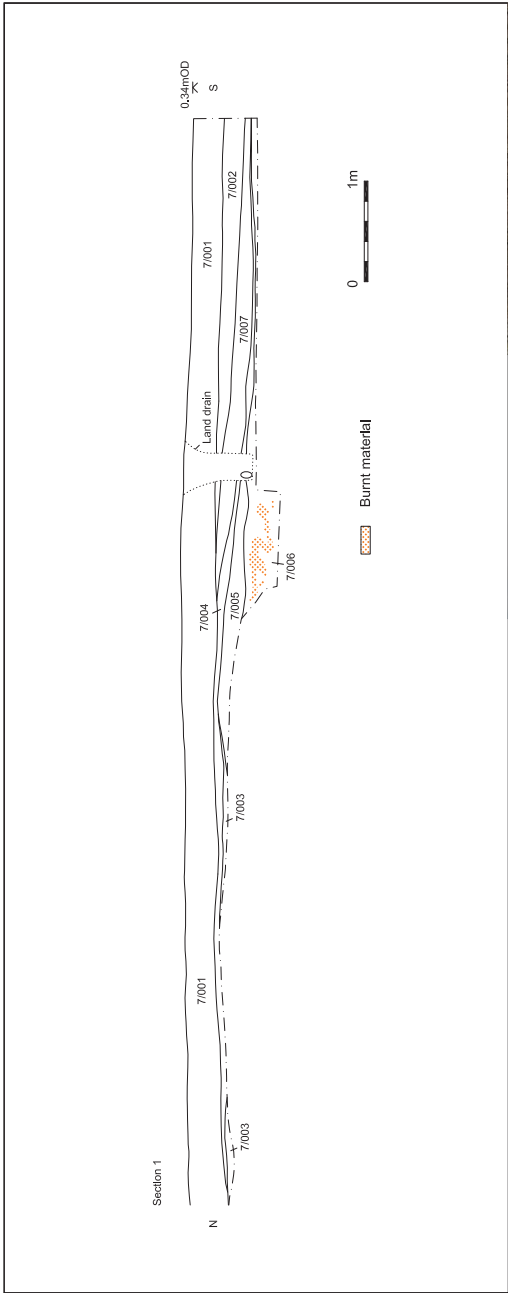 Section 1
N
S
0.34mOD
7/001
7/003
7/003
7/001
7/004
7/005
7/006
Land drain
7/007
7/002
0
1m
Burnt material